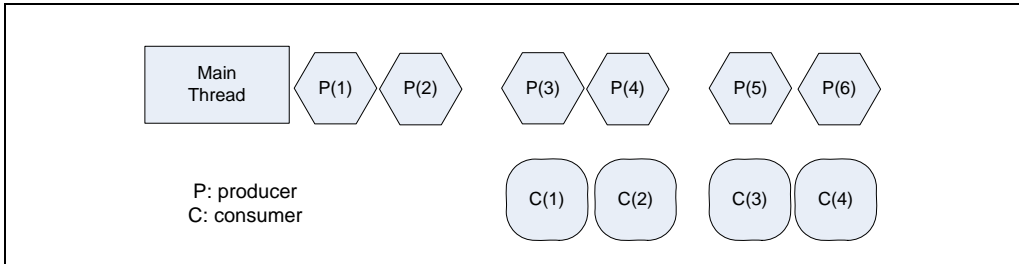 Main
Thread
P(1)
P(2)
P(3)
P(4)
P(5)
P(6)
P: producer
C: consumer
C(1)
C(2)
C(3)
C(4)